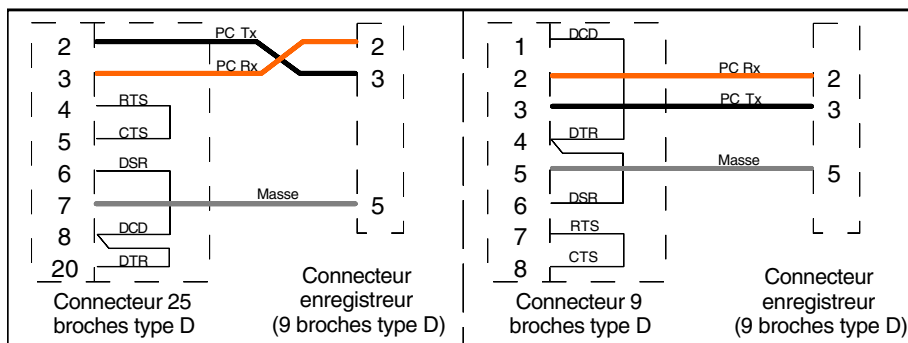 2 PC Tx 2
3 PC Rx 3
4 RTS
5 CTS
6 DSR
7 Masse 5
8 DCD
20 DTR
Connecteur 25
broches type D
Connecteur
enregistreur
(9 broches type D)
1 DCD
2 PC Rx 2
3 PC Tx 3
4 DTR
5 Masse 5
6 DSR
7 RTS
8 CTS
Connecteur 9
broches type D
Connecteur
enregistreur
(9 broches type D)